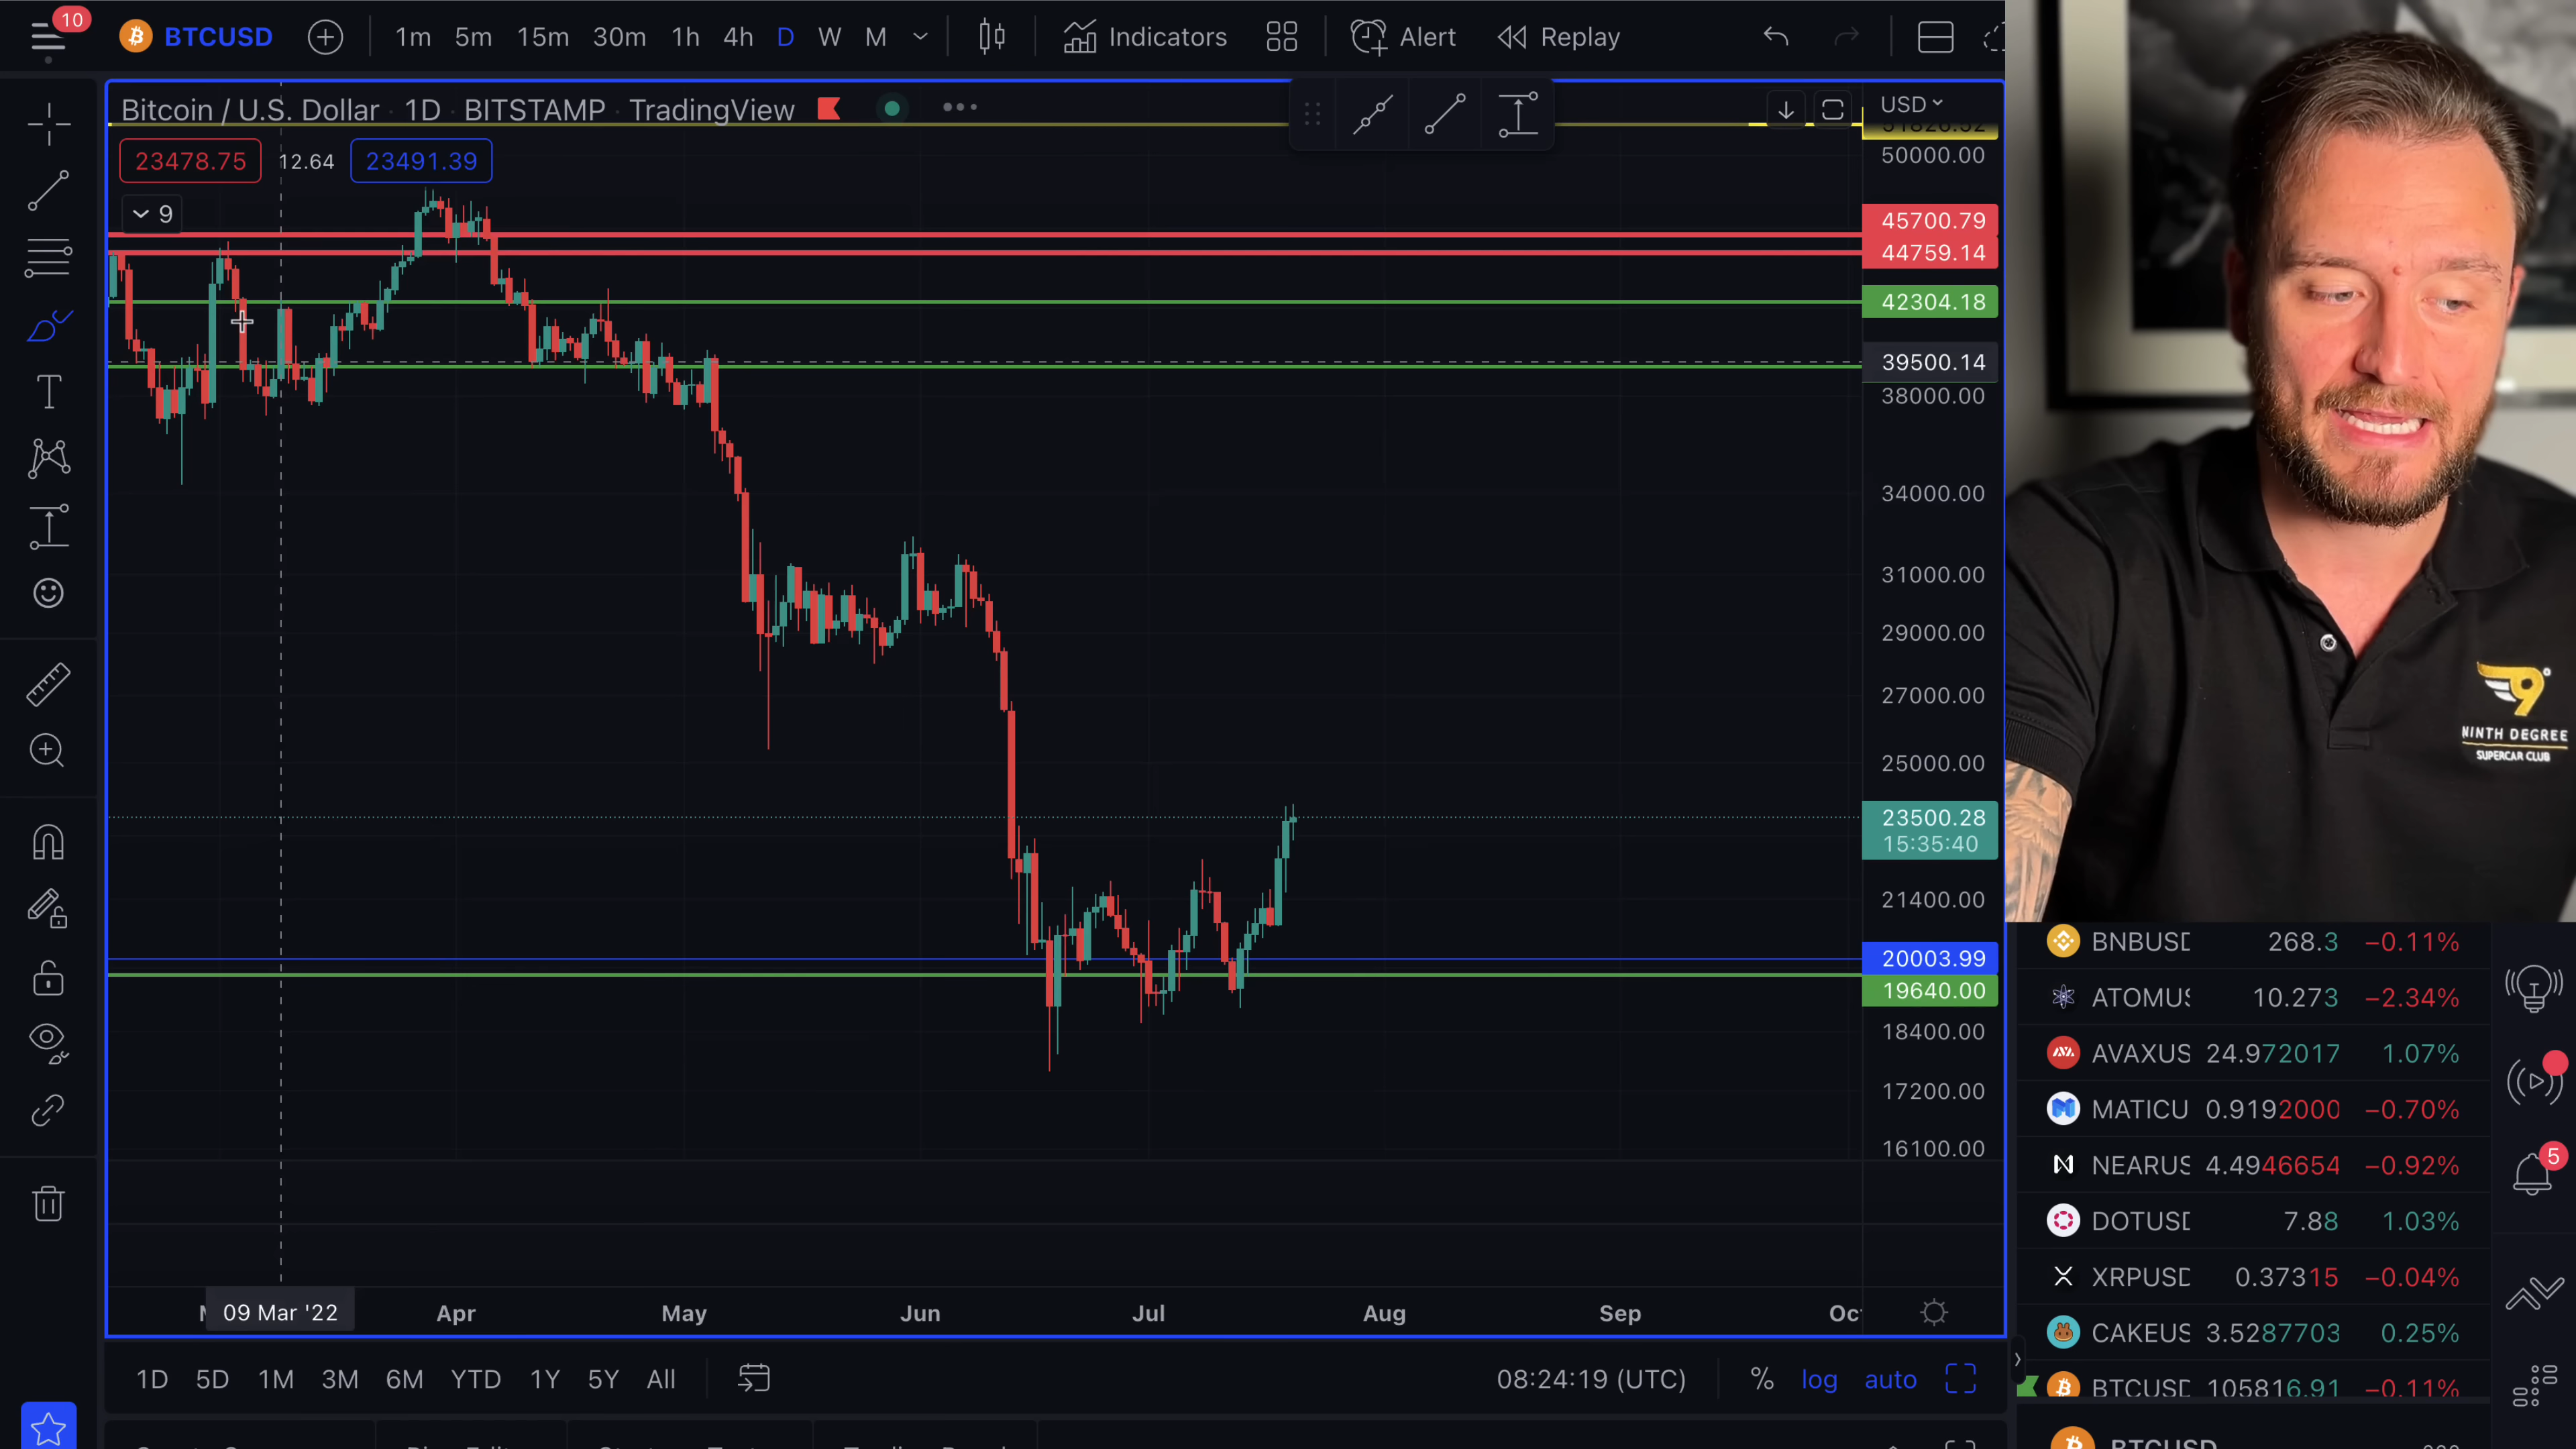 10
BTCUSD 1m 5m 15m 30m 1h 4h D W M Indicators Alert Replay
Bitcoin / U.S. Dollar · 1D · BITSTAMP · TradingView
USD
23478.75 12.64 23491.39
9
50000.00
45700.79
44759.14
42304.18
39500.14
38000.00
34000.00
31000.00
29000.00
27000.00
25000.00
23500.28
15:35:40
21400.00
20003.99
19640.00
18400.00
17200.00
16100.00
09 Mar '22 Apr May Jun Jul Aug Sep Oc
1D 5D 1M 3M 6M YTD 1Y 5Y All
08:24:19 (UTC) % log auto
9
NINTH DEGREE
SUPERCAR CLUB
BNBUSD 268.3 −0.11%
ATOMUS 10.273 −2.34%
AVAXUS 24.972017 1.07%
MATICU 0.9192000 −0.70%
NEARUS 4.4946654 −0.92%
DOTUSD 7.88 1.03%
XRPUSD 0.37315 −0.04%
CAKEUS 3.5287703 0.25%
BTCUSD 105816.91 −0.11%
BTCUSD
5